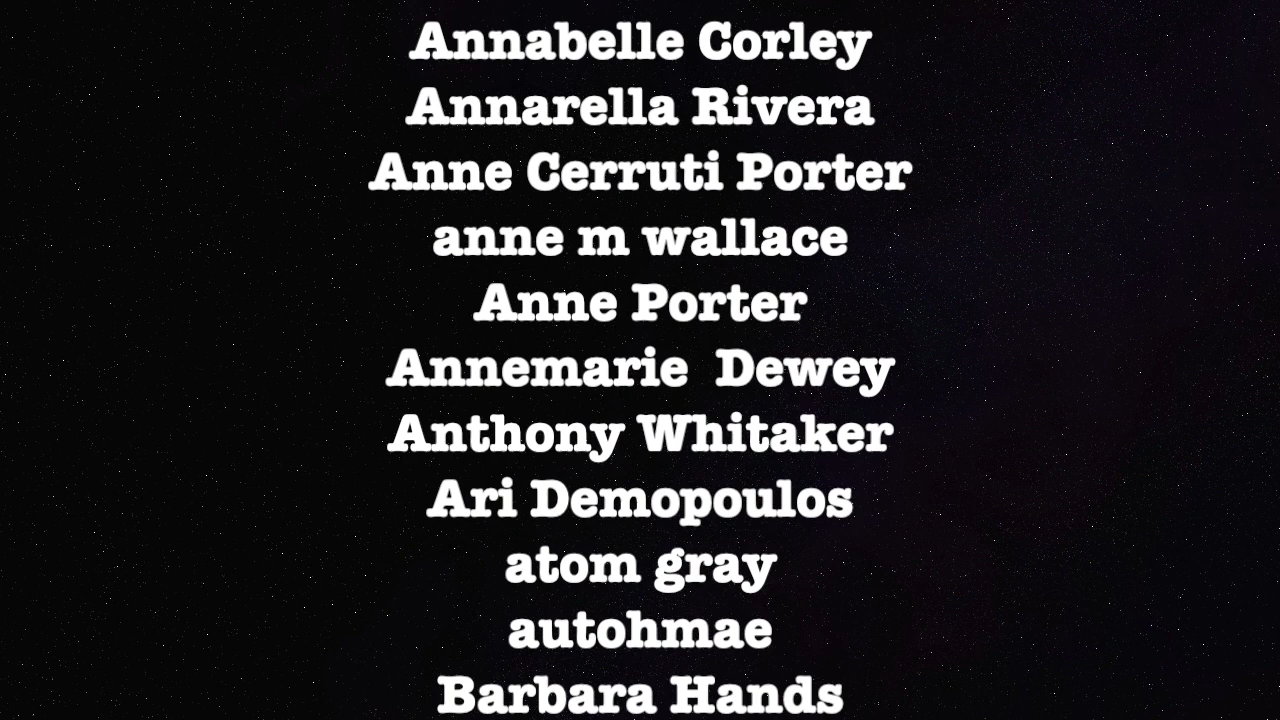 Annabelle Corley
Annarella Rivera
Anne Cerruti Porter
anne m wallace
Anne Porter
Annemarie  Dewey
Anthony Whitaker
Ari Demopoulos
atom gray
autohmae
Barbara Hands